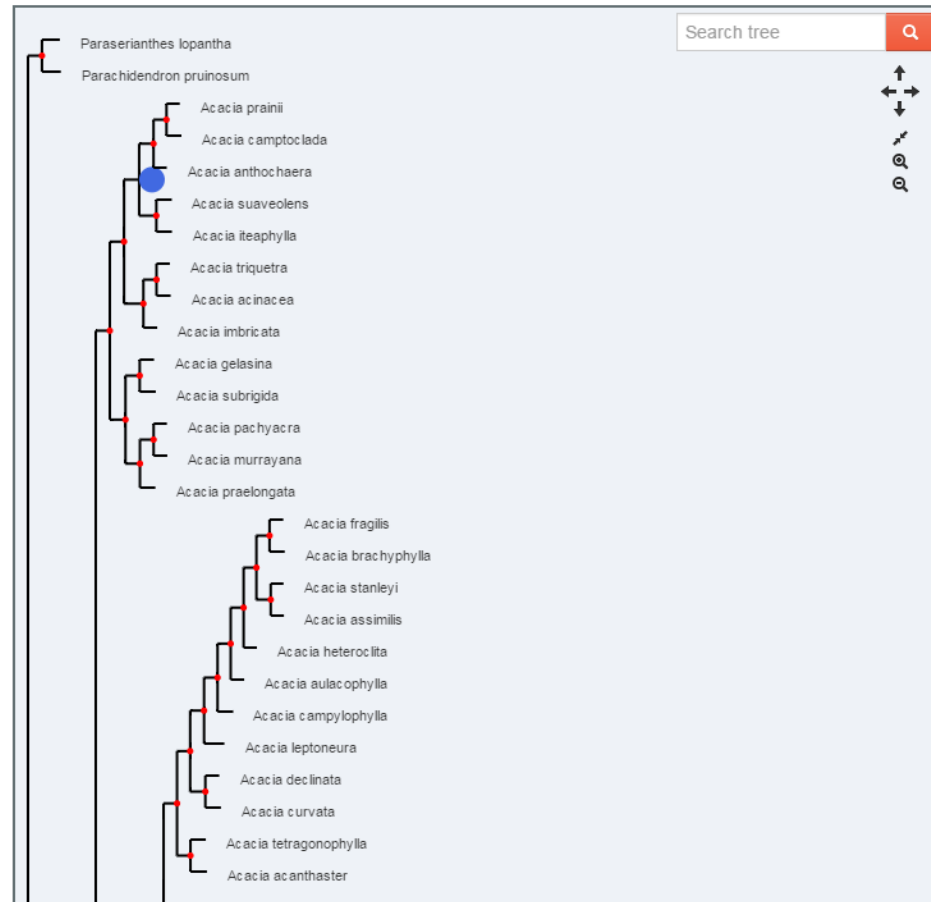 Search tree
Paraserianthes lopantha
Parachidendron pruinosum
Acacia prainii
Acacia camptoclada
Acacia anthochaera
Acacia suaveolens
Acacia iteaphylla
Acacia triquetra
Acacia acinacea
Acacia imbricata
Acacia gelasina
Acacia subrigida
Acacia pachyacra
Acacia murrayana
Acacia praelongata
Acacia fragilis
Acacia brachyphylla
Acacia stanleyi
Acacia assimilis
Acacia heteroclita
Acacia aulacophylla
Acacia campylophylla
Acacia leptoneura
Acacia declinata
Acacia curvata
Acacia tetragonophylla
Acacia acanthaster